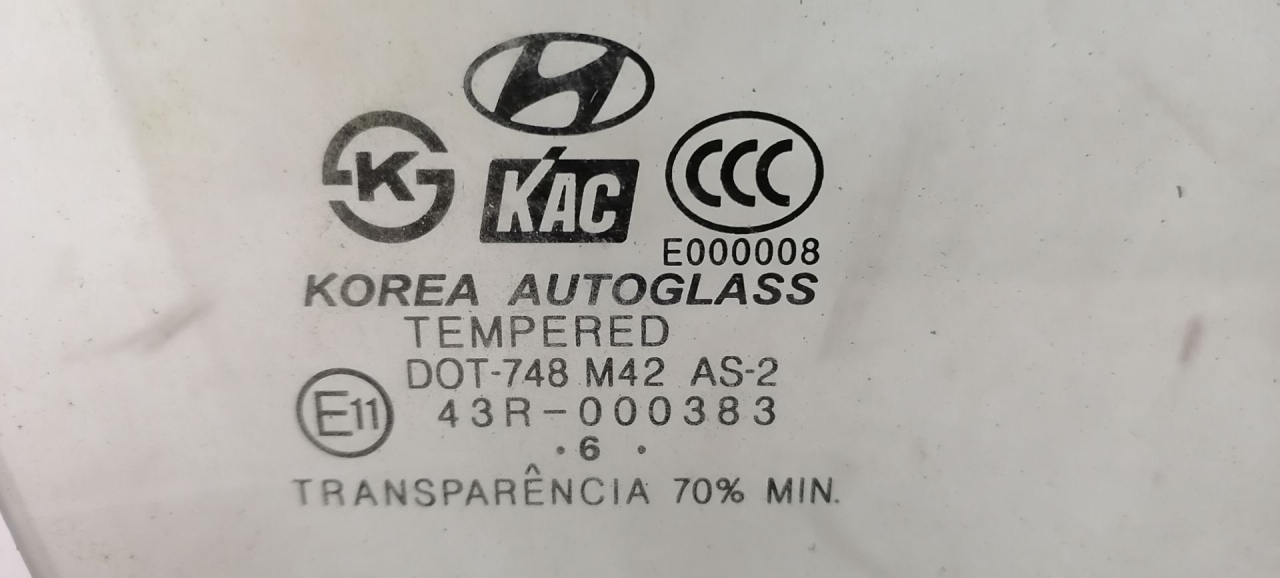 K
KAC
CCC
E000008
KOREA AUTOGLASS
TEMPERED
DOT-748 M42 AS-2
E11
43R-000383
.6 .
TRANSPARÊNCIA 70% MIN.